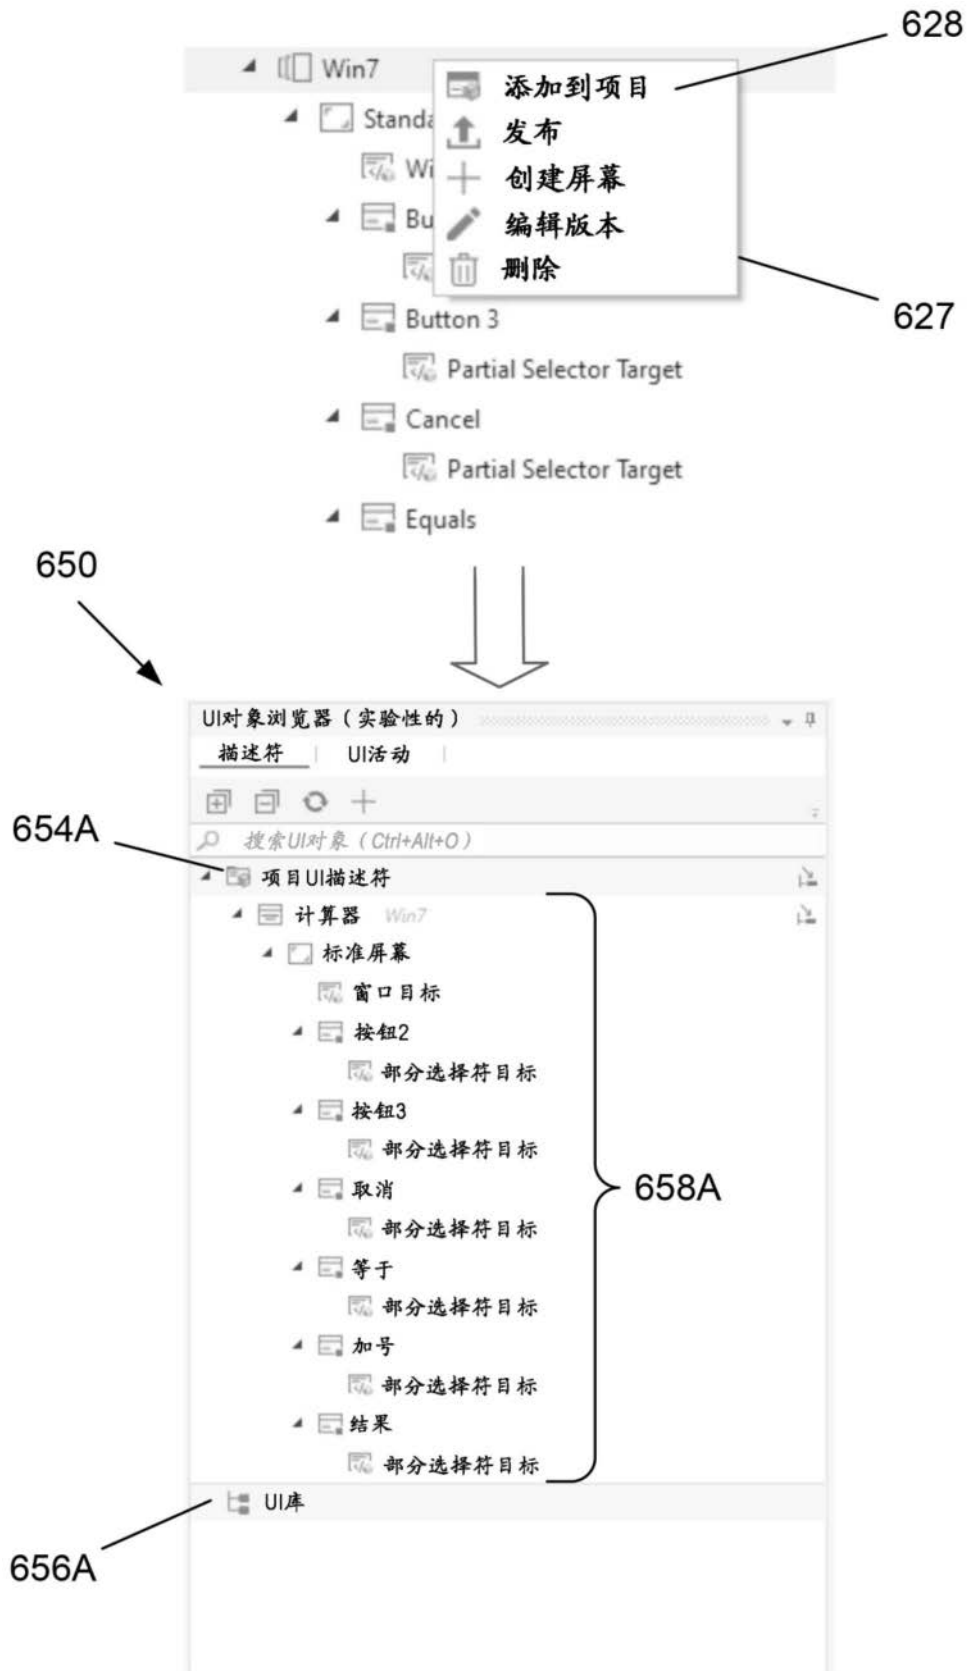 628
Win7
添加到项目
Standa
发布
Wi
创建屏幕
Bu
编辑版本
删除
627
Button 3
Partial Selector Target
Cancel
Partial Selector Target
Equals
650
UI对象浏览器（实验性的）
描述符 UI活动
搜索UI对象（Ctrl+Alt+O）
654A
项目UI描述符
计算器 Win7
标准屏幕
窗口目标
按钮2
部分选择符目标
按钮3
部分选择符目标
取消
658A
部分选择符目标
等于
部分选择符目标
加号
部分选择符目标
结果
部分选择符目标
UI库
656A